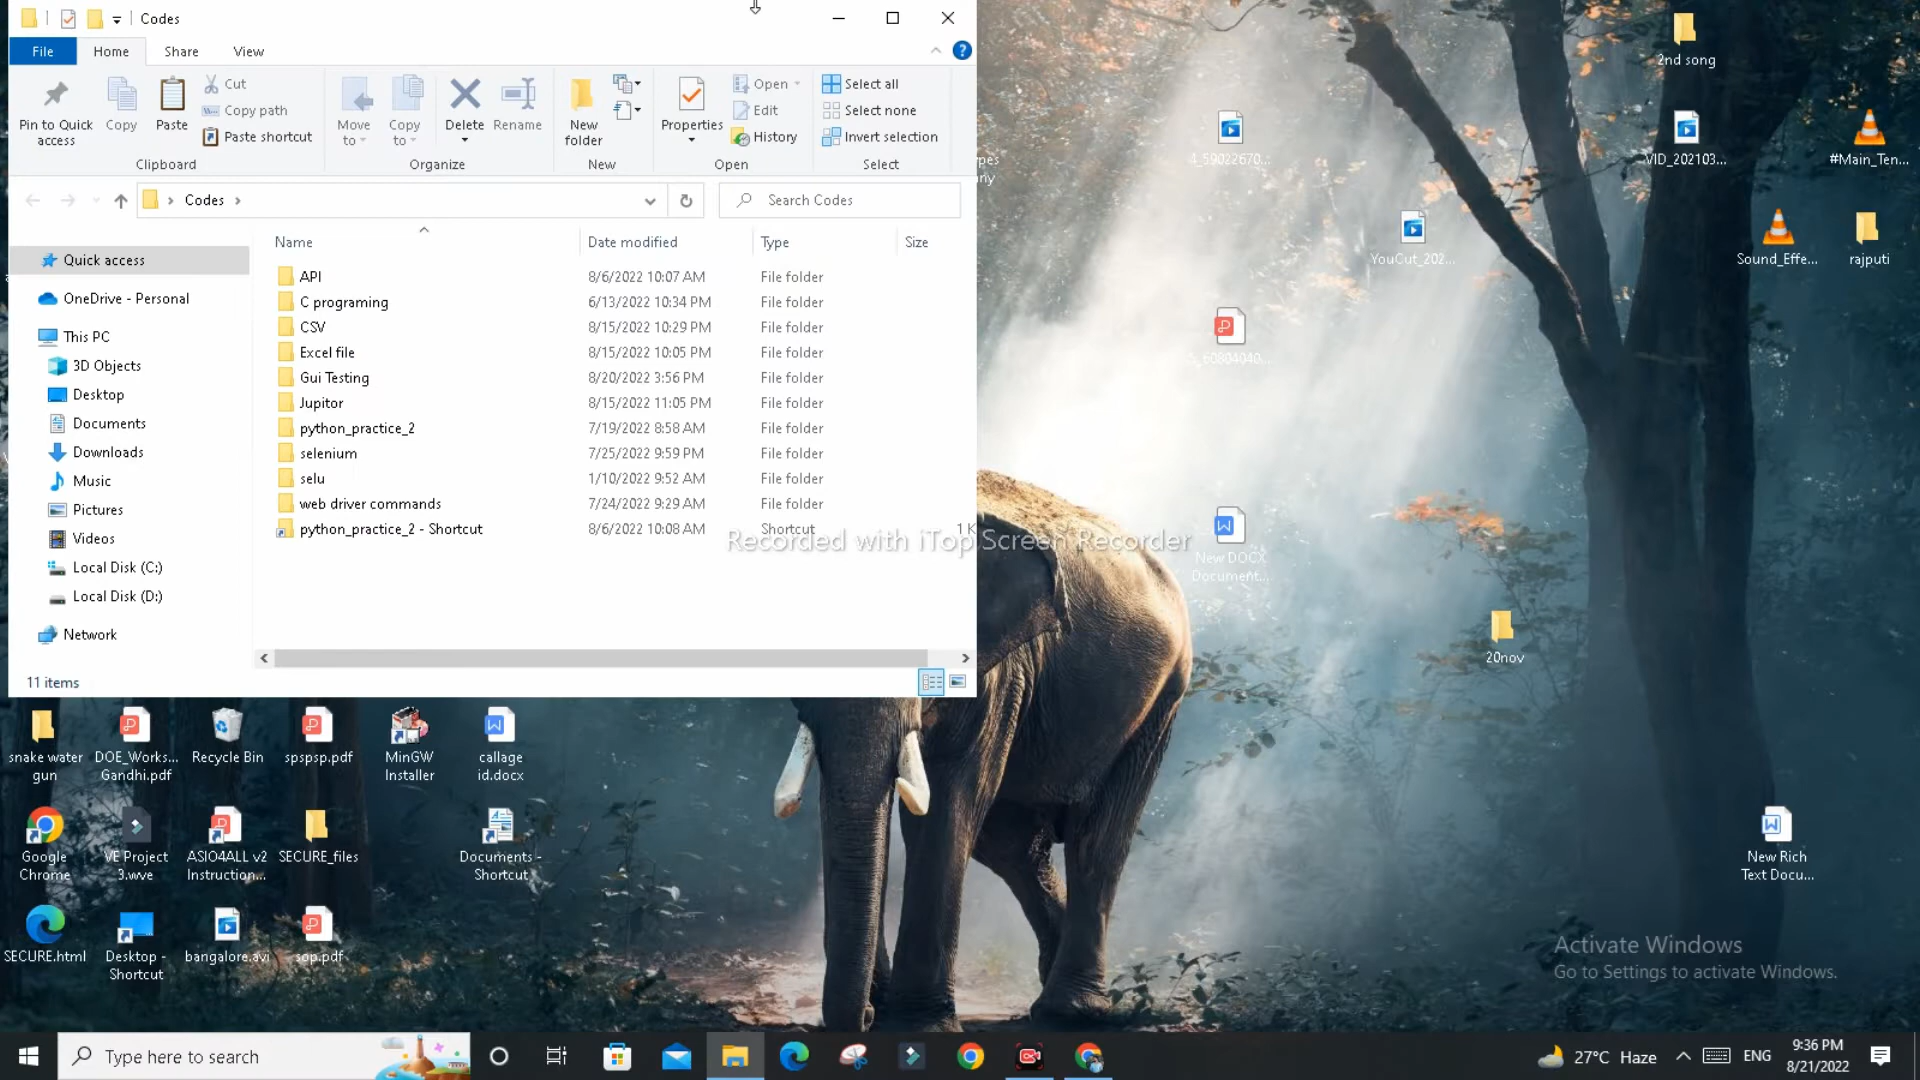 Codes
File
Home
Share
View
Pin to Quick access
Copy
Paste
Cut
Copy path
Paste shortcut
Clipboard
Move to
Copy to
Delete
Rename
Organize
New folder
New
Properties
Open
Edit
History
Open
Select all
Select none
Invert selection
Select
Codes
Search Codes
Name
Date modified
Type
Size
Quick access
OneDrive - Personal
This PC
3D Objects
Desktop
Documents
Downloads
Music
Pictures
Videos
Local Disk (C:)
Local Disk (D:)
Network
API 8/6/2022 10:07 AM File folder
C programing 6/13/2022 10:34 PM File folder
CSV 8/15/2022 10:29 PM File folder
Excel file 8/15/2022 10:05 PM File folder
Gui Testing 8/20/2022 3:56 PM File folder
Jupitor 8/15/2022 11:05 PM File folder
python_practice_2 7/19/2022 8:58 AM File folder
selenium 7/25/2022 9:59 PM File folder
selu 1/10/2022 9:52 AM File folder
web driver commands 7/24/2022 9:29 AM File folder
python_practice_2 - Shortcut 8/6/2022 10:08 AM Shortcut 1 K
11 items
Recorded with iTop Screen Recorder
2nd song
4_59022670...
VID_202103...
#Main_Ten...
YouCut_202...
Sound_Effe...
rajputi
New DOCX
Document...
20nov
New Rich
Text Docu...
snake water
gun
DOE_Works...
Gandhi.pdf
Recycle Bin
spspsp.pdf
MinGW
Installer
callage
id.docx
Google
Chrome
VE Project
3.wve
ASIO4ALL v2
Instruction...
SECURE_files
Documents -
Shortcut
SECURE.html
Desktop -
Shortcut
bangalore.avi
sop.pdf
Activate Windows
Go to Settings to activate Windows.
Type here to search
27°C Haze
ENG
9:36 PM
8/21/2022